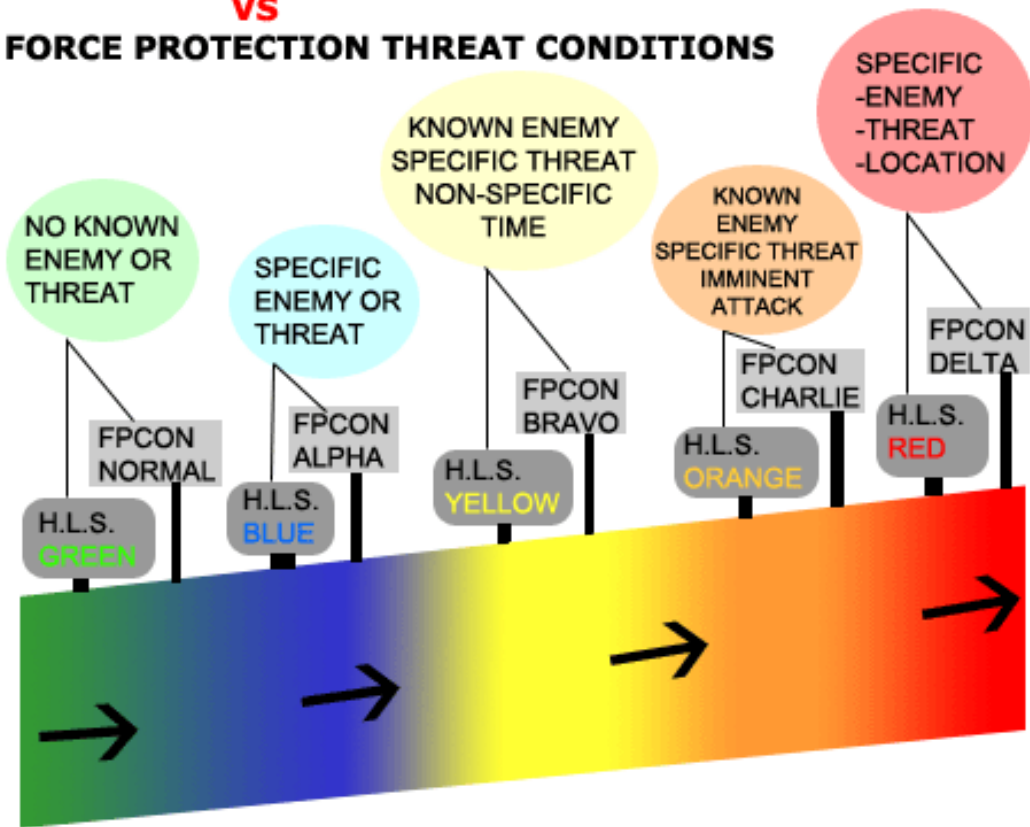 VS
FORCE PROTECTION THREAT CONDITIONS
NO KNOWN
ENEMY OR
THREAT
SPECIFIC
ENEMY OR
THREAT
KNOWN ENEMY
SPECIFIC THREAT
NON-SPECIFIC
TIME
KNOWN
ENEMY
SPECIFIC THREAT
IMMINENT
ATTACK
SPECIFIC
-ENEMY
-THREAT
-LOCATION
H.L.S.
GREEN
FPCON
NORMAL
H.L.S.
BLUE
FPCON
ALPHA
H.L.S.
YELLOW
FPCON
BRAVO
H.L.S.
ORANGE
FPCON
CHARLIE
H.L.S.
RED
FPCON
DELTA